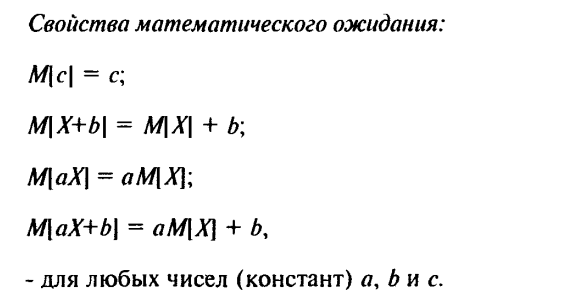 Свойства математического ожидания:
M[c] = c;
M[X+b] = M[X] + b;
M[aX] = aM[X];
M[aX+b] = aM[X] + b,
- для любых чисел (констант) a, b и c.